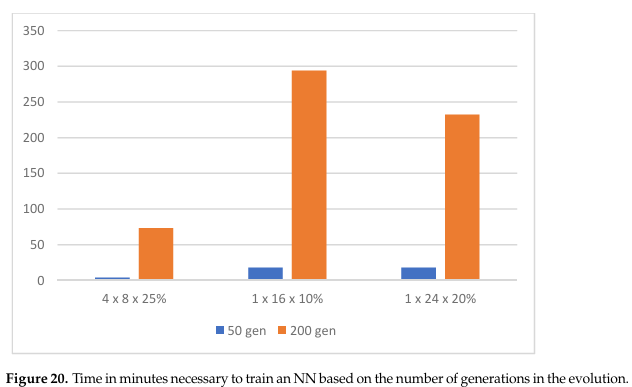 350
300
250
200
150
100
50
0
4 x 8 x 25%
1 x 16 x 10%
1 x 24 x 20%
50 gen
200 gen
Figure 20. Time in minutes necessary to train an NN based on the number of generations in the evolution.